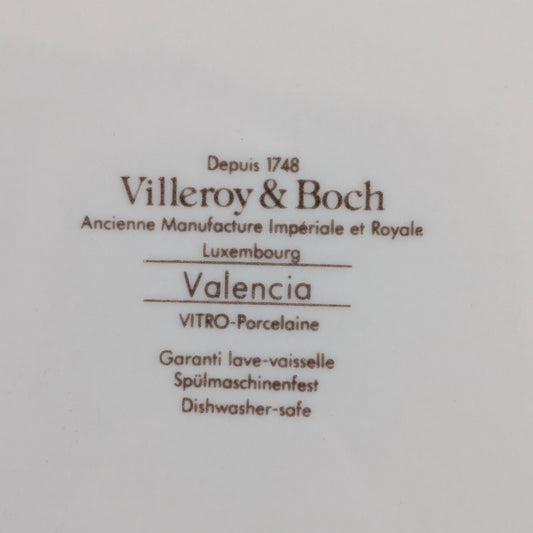 Depuis 1748
Villeroy & Boch
Ancienne Manufacture Impériale et Royale
Luxembourg
Valencia
VITRO-Porcelaine
Garanti lave-vaisselle
Spülmaschinenfest
Dishwasher-safe